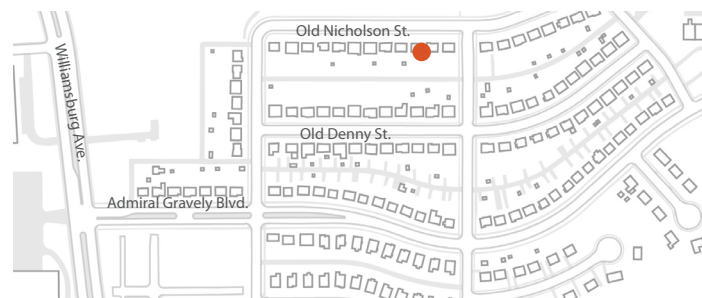 Old Nicholson St.
Williamsburg Ave.
Old Denny St.
Admiral Gravely Blvd.